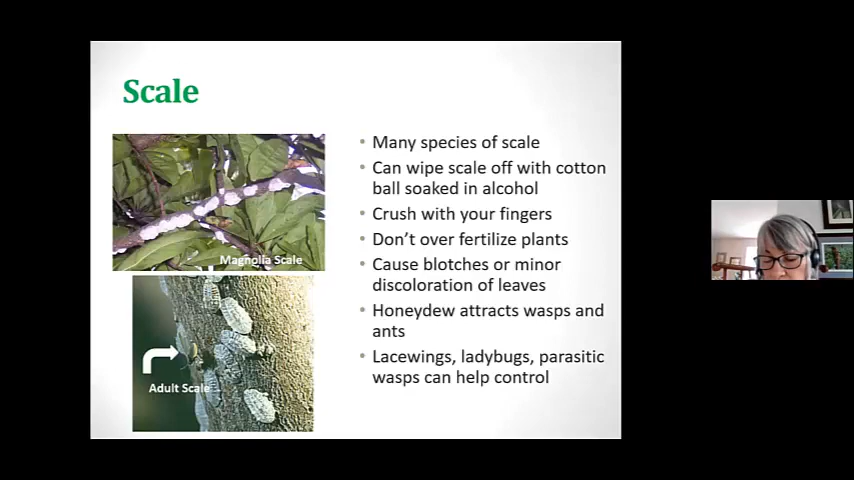 Scale
Many species of scale
Can wipe scale off with cotton
ball soaked in alcohol
Crush with your fingers
Don’t over fertilize plants
Cause blotches or minor
discoloration of leaves
Honeydew attracts wasps and
ants
Lacewings, ladybugs, parasitic
wasps can help control
Magnolia Scale
Adult Scale